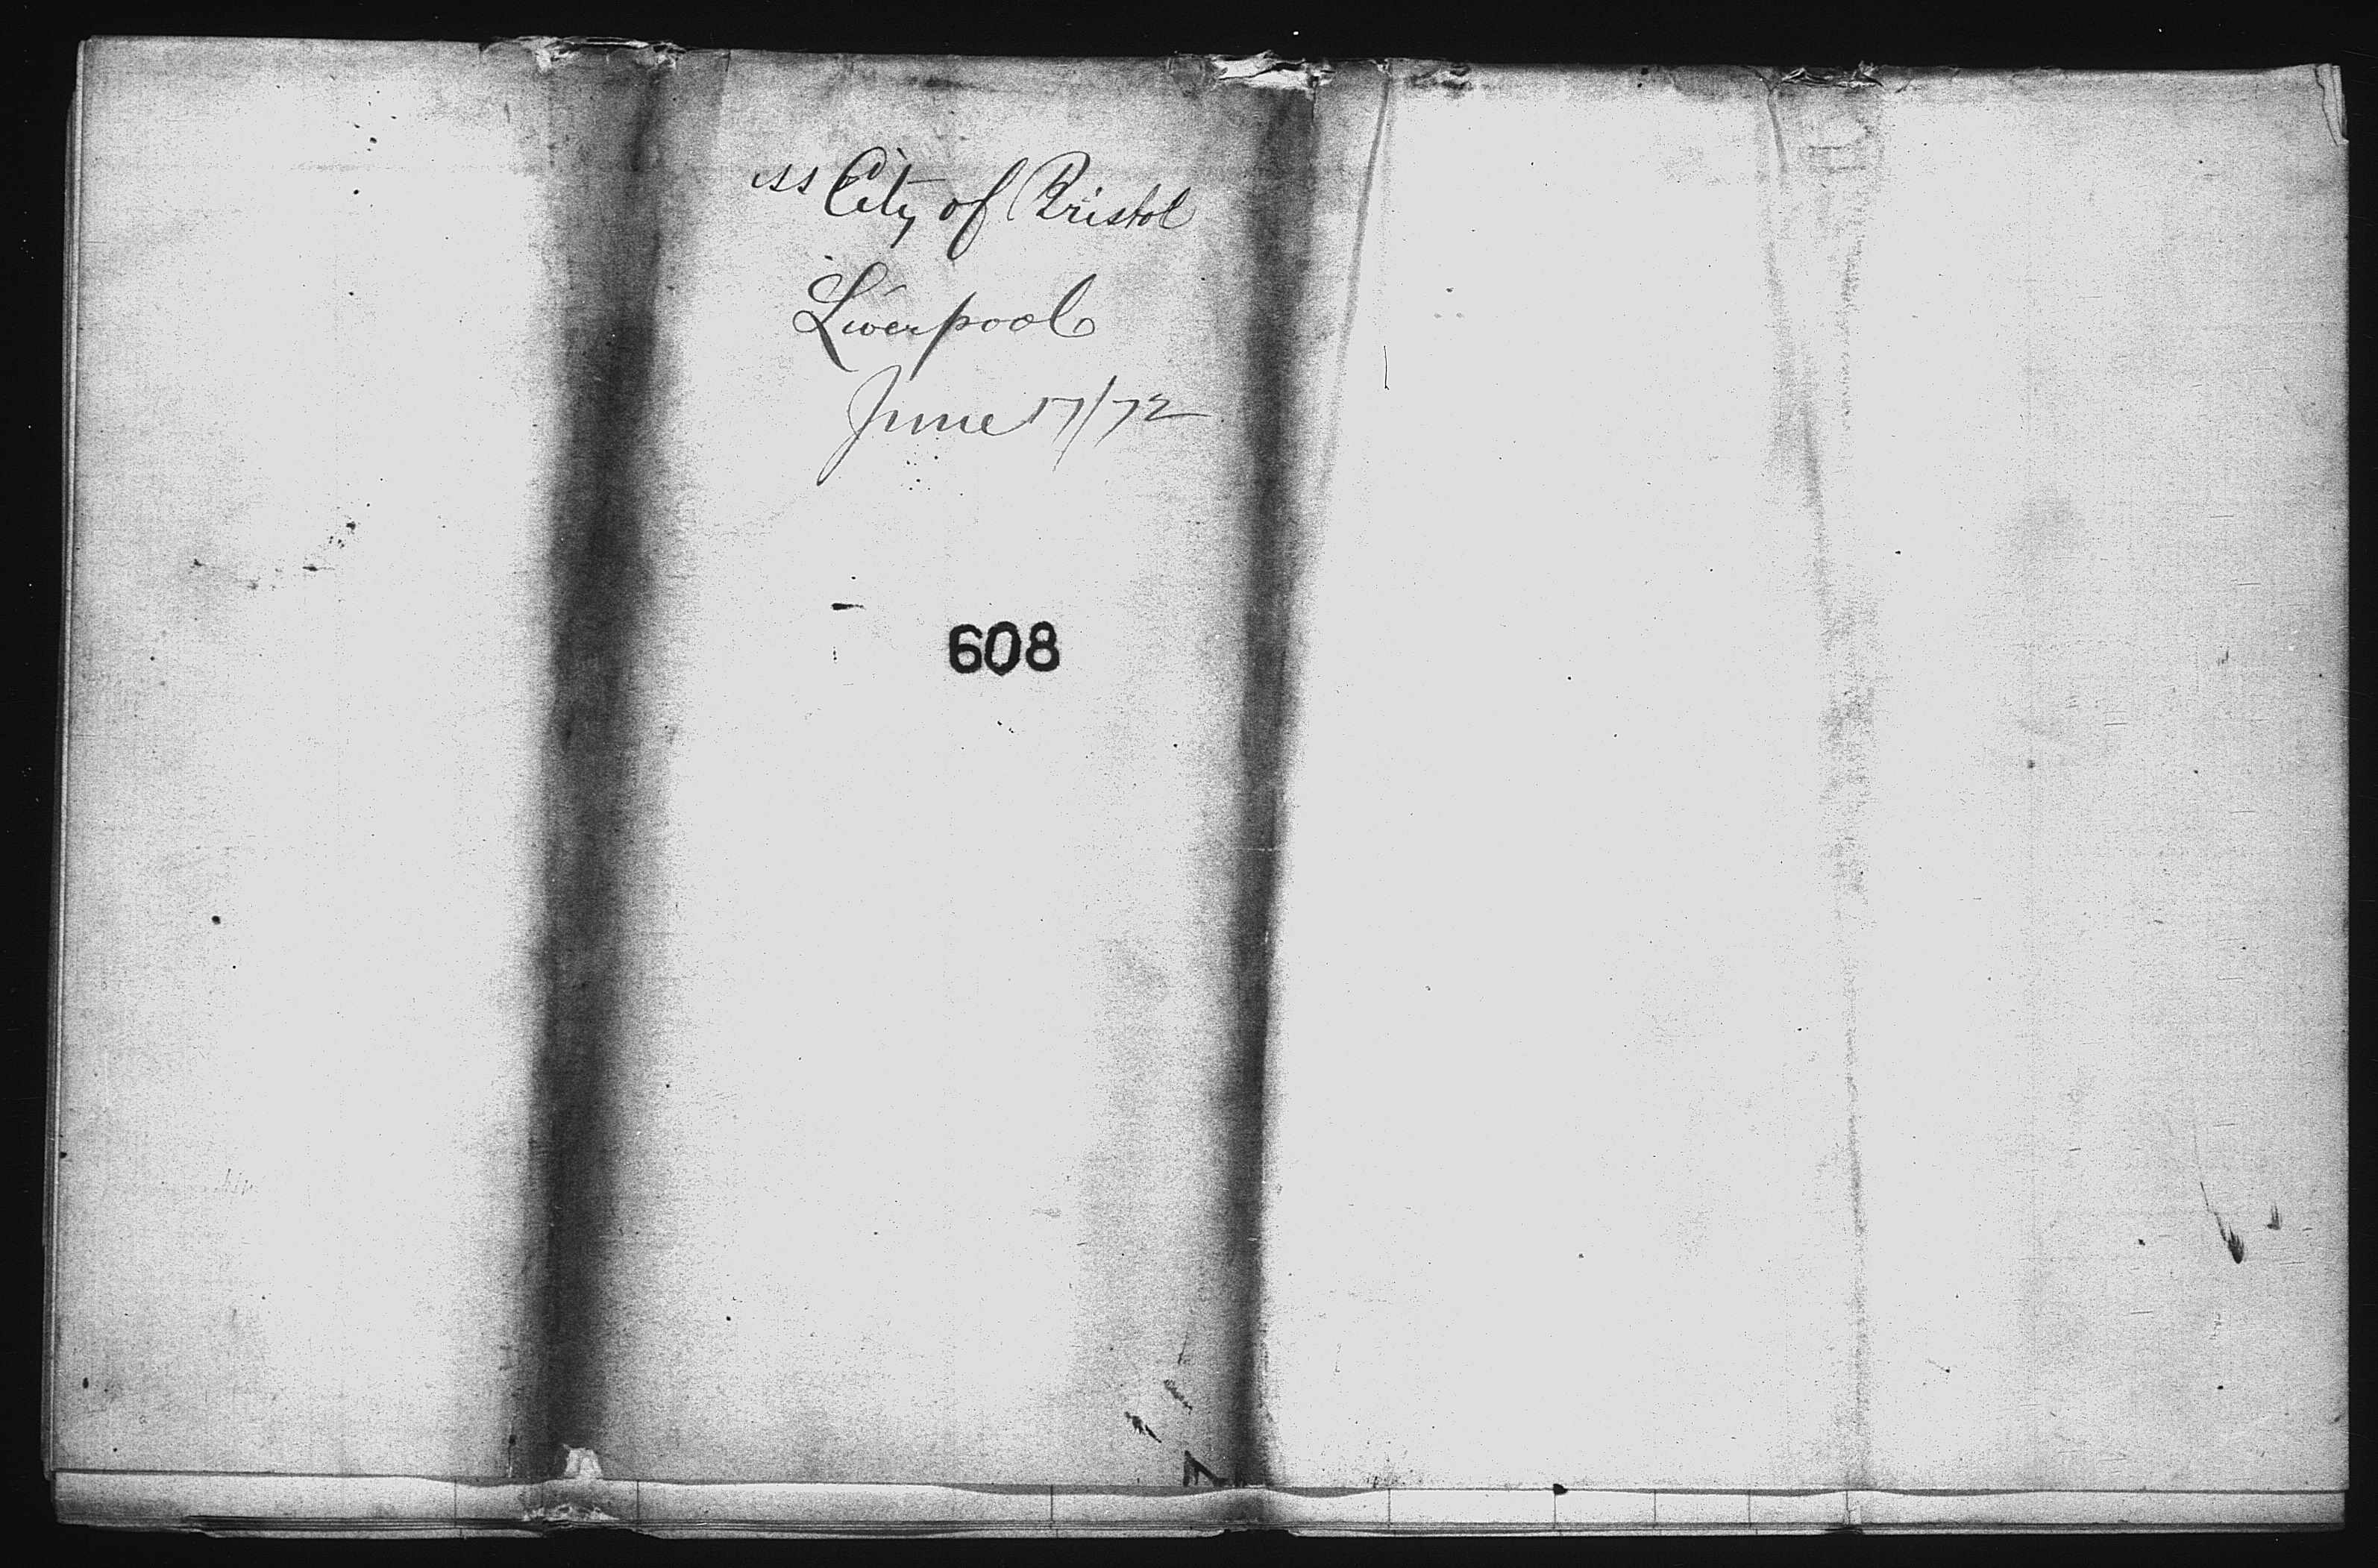 SS City of Bristol
Liverpool
June 17/72
608